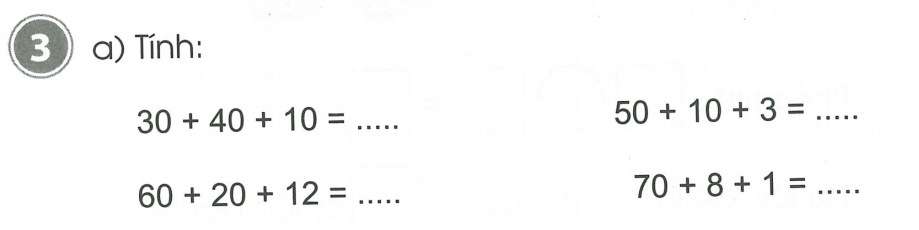 3 a) Tính:
30 + 40 + 10 = ..... 50 + 10 + 3 = .....
60 + 20 + 12 = ..... 70 + 8 + 1 = .....